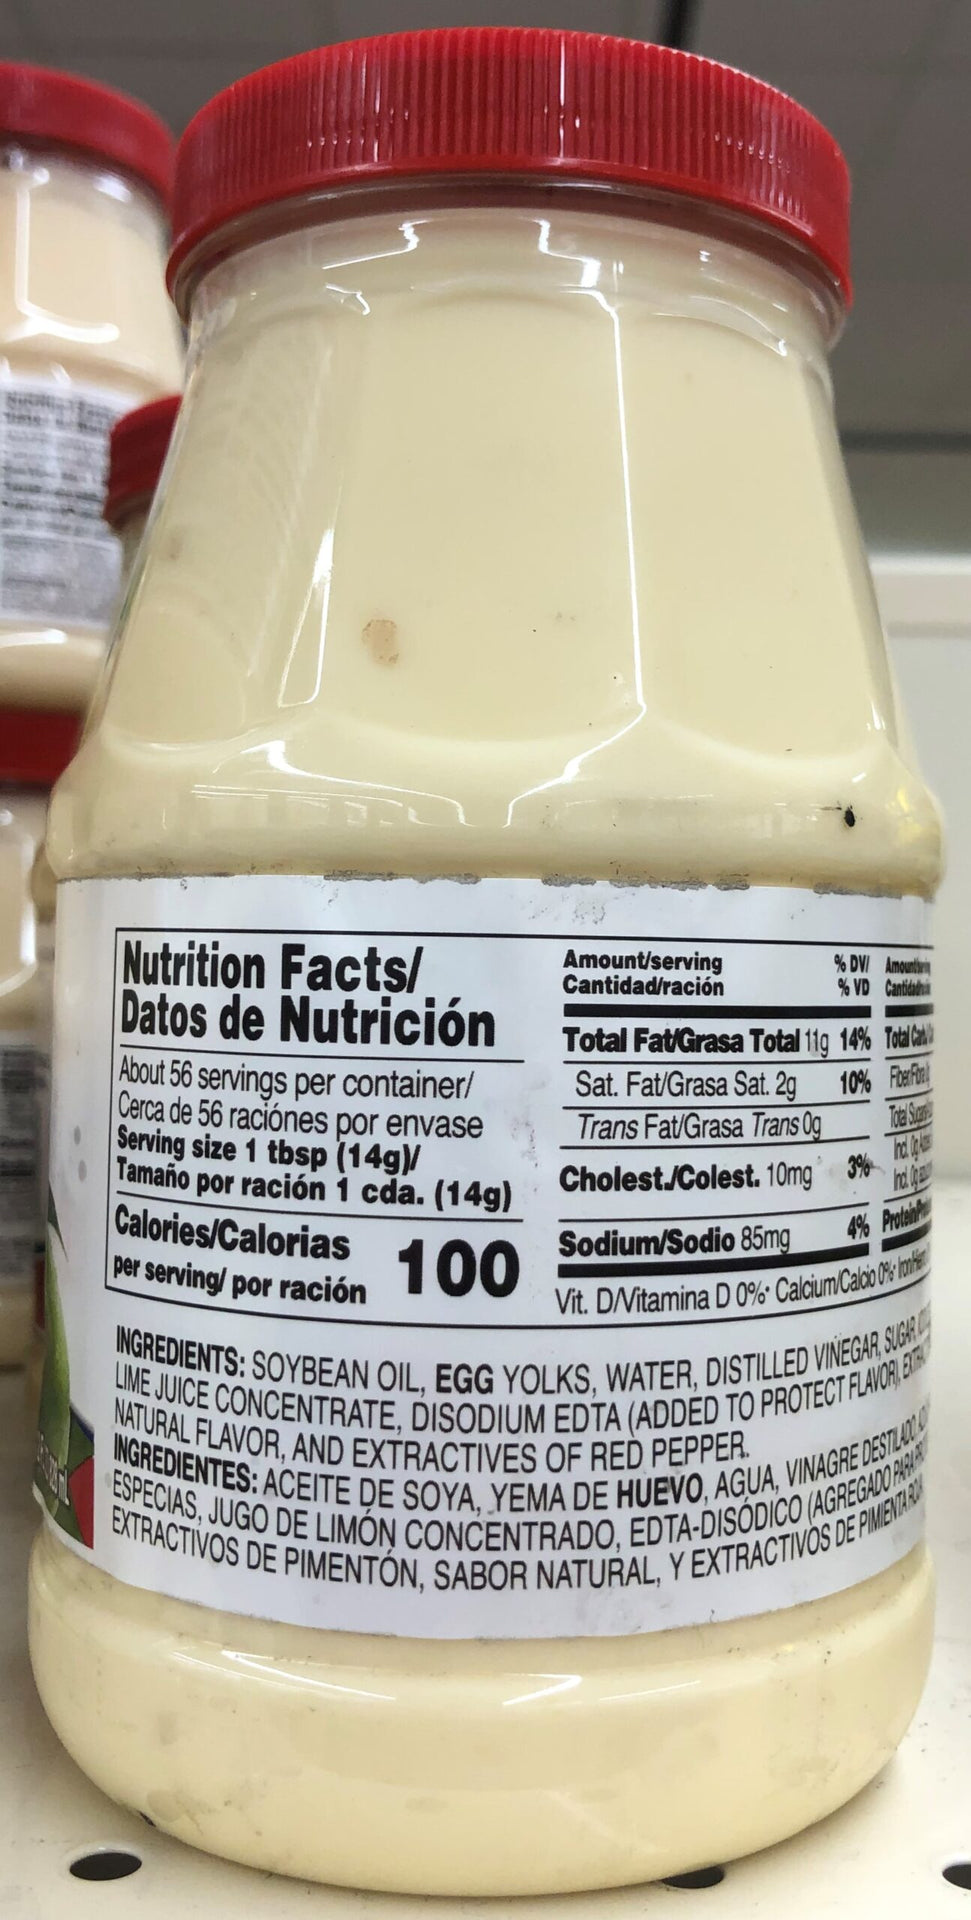 Nutrition Facts/
Datos de Nutrición
About 56 servings per container/
Cerca de 56 raciónes por envase
Serving size 1 tbsp (14g)/
Tamaño por ración 1 cda. (14g)
Calories/Calorias
per serving/ por ración
100
Amount/serving
Cantidad/ración
% DV/
% VD
Total Fat/Grasa Total 11g 14%
Sat. Fat/Grasa Sat. 2g 10%
Trans Fat/Grasa Trans 0g
Cholest./Colest. 10mg 3%
Sodium/Sodio 85mg 4%
Vit. D/Vitamina D 0% • Calcium/Calcio 0% •
Total
Total
Incl. 0g
Incl. 0g
INGREDIENTS: SOYBEAN OIL, EGG YOLKS, WATER, DISTILLED VINEGAR, SUGAR,
LIME JUICE CONCENTRATE, DISODIUM EDTA (ADDED TO PROTECT FLAVOR),
NATURAL FLAVOR, AND EXTRACTIVES OF RED PEPPER.
INGREDIENTES: ACEITE DE SOYA, YEMA DE HUEVO, AGUA, VINAGRE DESTILADO,
ESPECIAS, JUGO DE LIMÓN CONCENTRADO, EDTA-DISÓDICO (AGREGADO PARA
EXTRACTIVOS DE PIMENTÓN, SABOR NATURAL, Y EXTRACTIVOS DE PIMIENTA